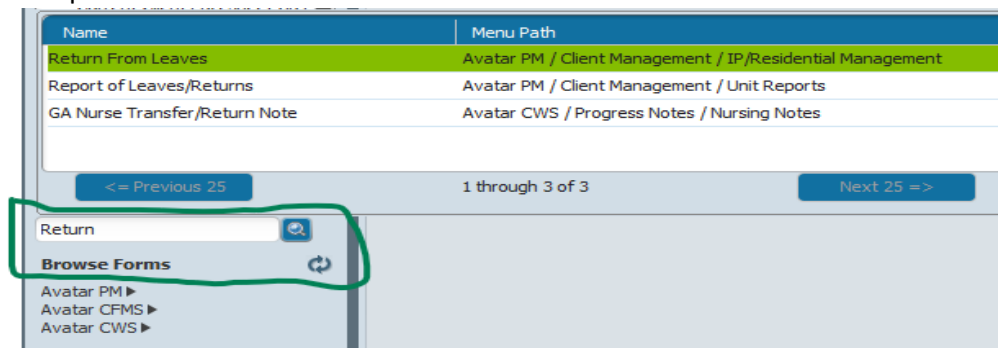 Name Menu Path
Return From Leaves Avatar PM / Client Management / IP/Residential Management
Report of Leaves/Returns Avatar PM / Client Management / Unit Reports
GA Nurse Transfer/Return Note Avatar CWS / Progress Notes / Nursing Notes
<= Previous 25 1 through 3 of 3 Next 25 =>
Return
Browse Forms
Avatar PM▶
Avatar CFMS▶
Avatar CWS▶